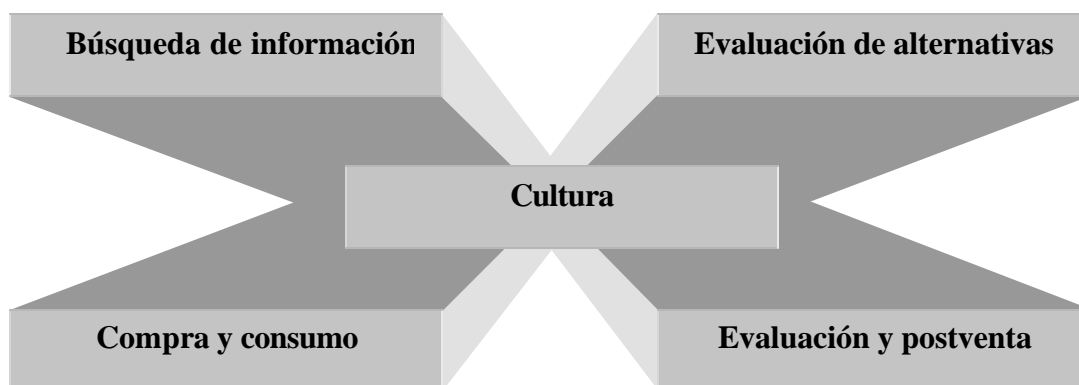 Búsqueda de información
Evaluación de alternativas
Cultura
Compra y consumo
Evaluación y postventa